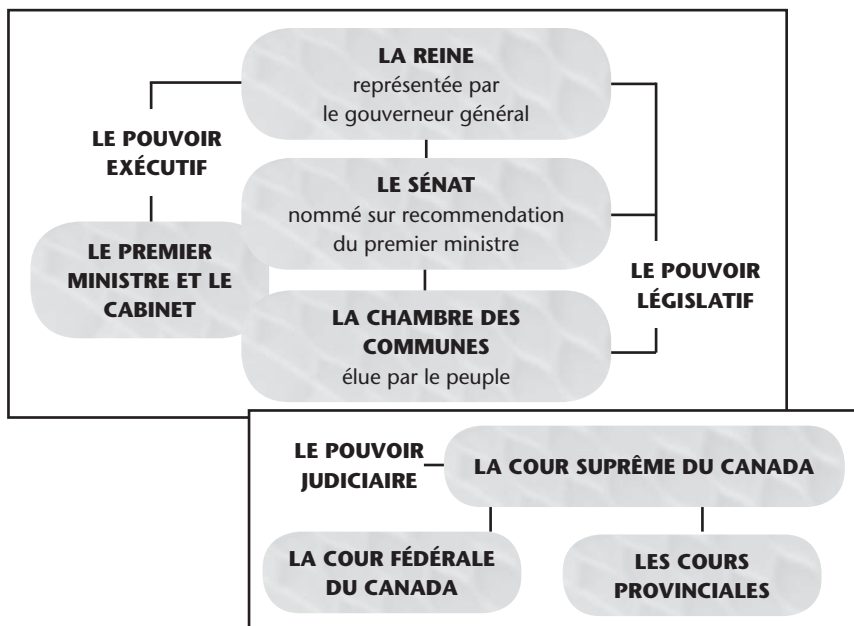 LA REINE
représentée par
le gouverneur général
LE POUVOIR
EXÉCUTIF
LE SÉNAT
nommé sur recommendation
du premier ministre
LE PREMIER
MINISTRE ET LE
CABINET
LE POUVOIR
LÉGISLATIF
LA CHAMBRE DES
COMMUNES
élue par le peuple
LE POUVOIR
JUDICIAIRE
LA COUR SUPRÊME DU CANADA
LA COUR FÉDÉRALE
DU CANADA
LES COURS
PROVINCIALES